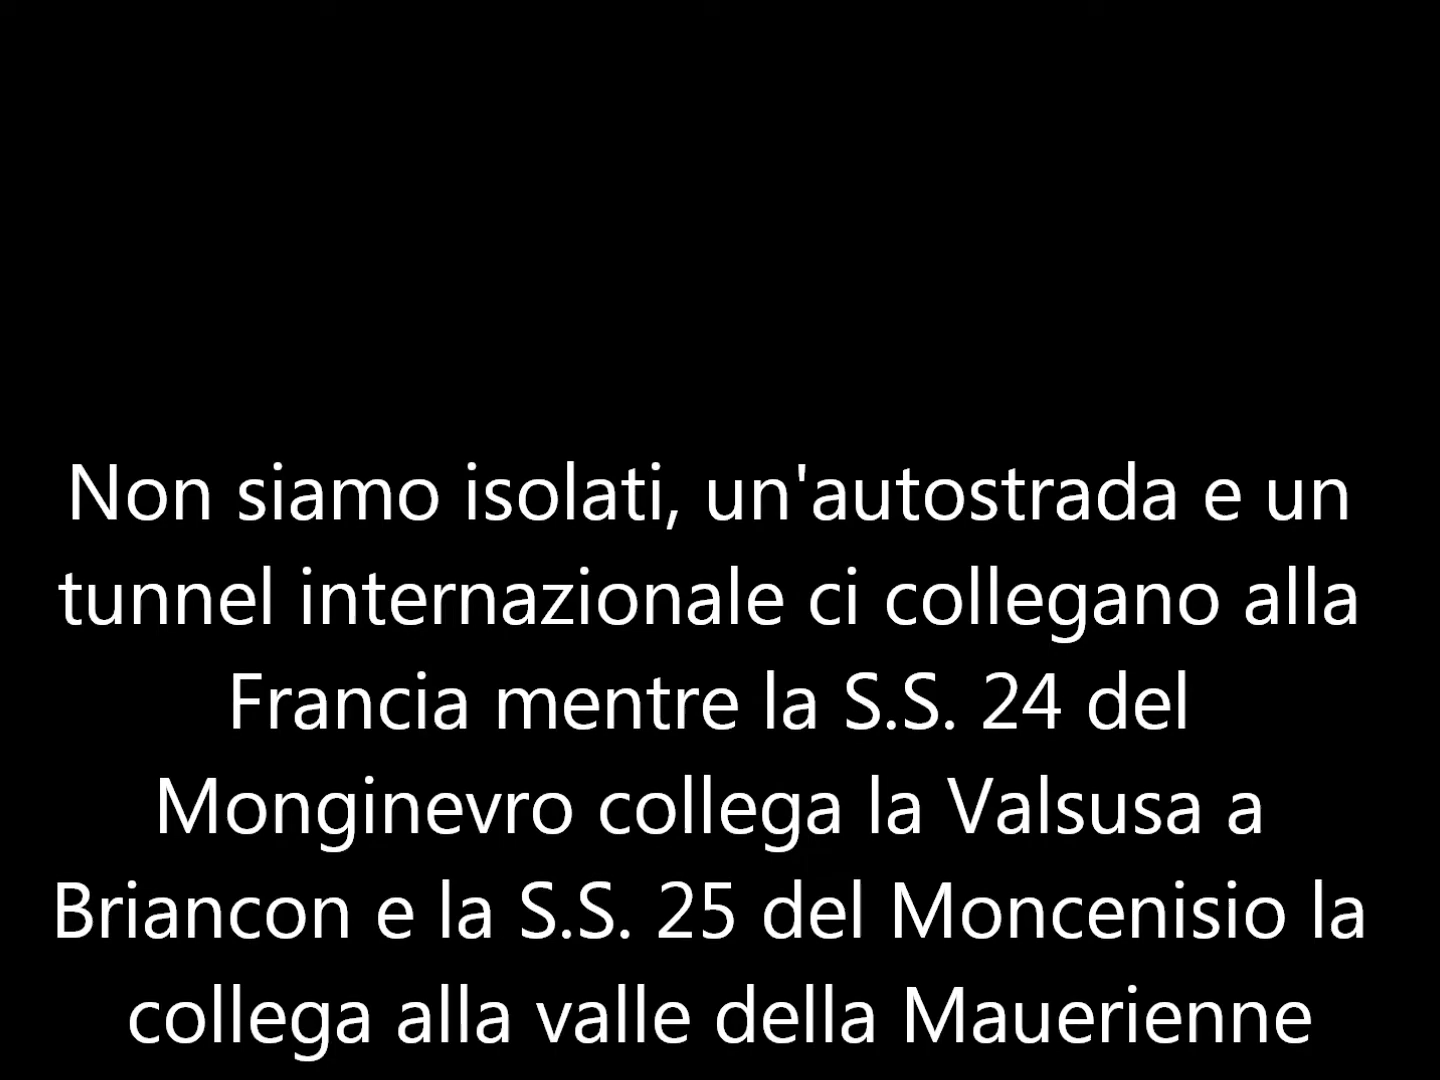 Non siamo isolati, un'autostrada e un
tunnel internazionale ci collegano alla
Francia mentre la S.S. 24 del
Monginevro collega la Valsusa a
Briancon e la S.S. 25 del Moncenisio la
collega alla valle della Mauerienne